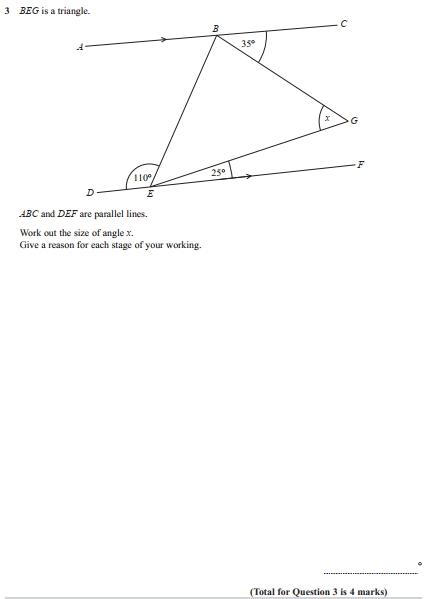 3 BEG is a triangle.
B
C
A
35°
x
G
F
110°
25°
D
E
ABC and DEF are parallel lines.
Work out the size of angle x.
Give a reason for each stage of your working.
°
(Total for Question 3 is 4 marks)